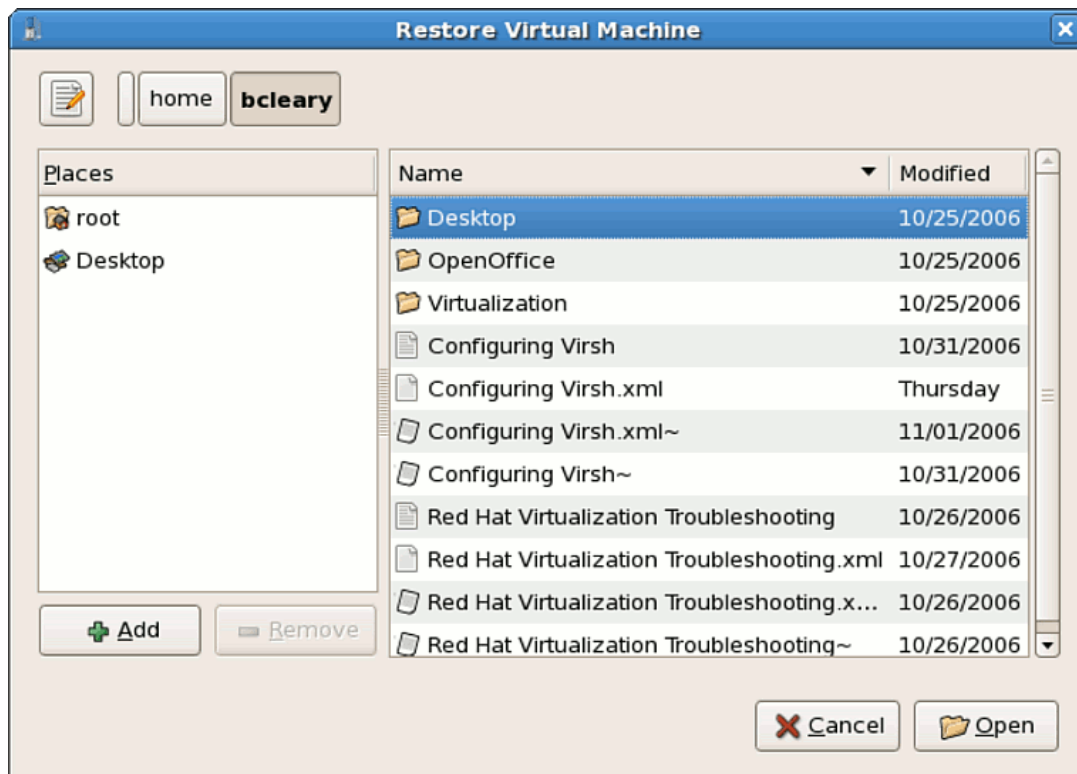 Restore Virtual Machine
home bcleary
Places
root
Desktop
Name Modified
Desktop 10/25/2006
OpenOffice 10/25/2006
Virtualization 10/25/2006
Configuring Virsh 10/31/2006
Configuring Virsh.xml Thursday
Configuring Virsh.xml~ 11/01/2006
Configuring Virsh~ 10/31/2006
Red Hat Virtualization Troubleshooting 10/26/2006
Red Hat Virtualization Troubleshooting.xml 10/27/2006
Red Hat Virtualization Troubleshooting.x... 10/26/2006
Red Hat Virtualization Troubleshooting~ 10/26/2006
Add Remove
Cancel Open